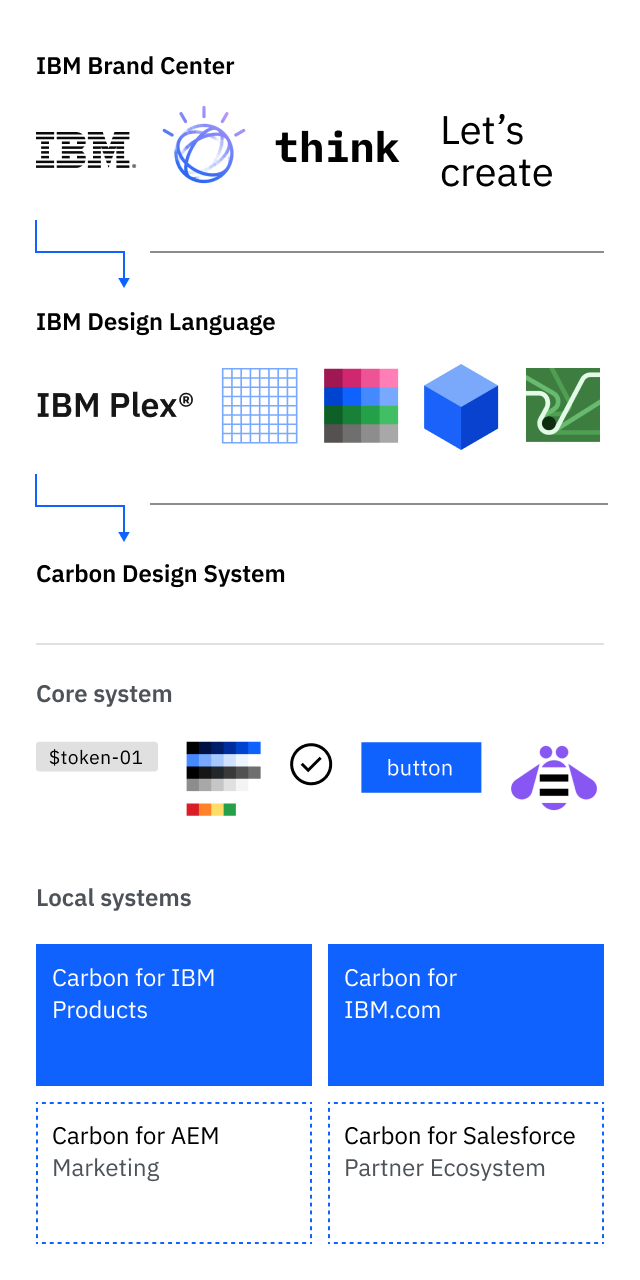 IBM Brand Center
IBM®
think
Let’s
create
IBM Design Language
IBM Plex®
Carbon Design System
Core system
$token-01
button
Local systems
Carbon for IBM
Products
Carbon for
IBM.com
Carbon for AEM
Marketing
Carbon for Salesforce
Partner Ecosystem